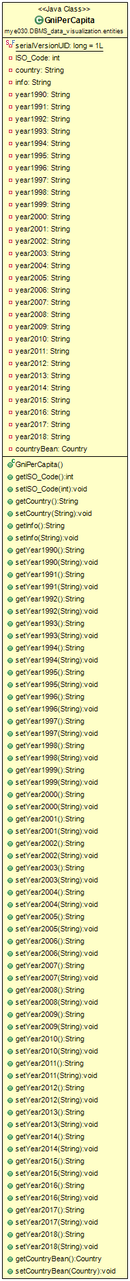 <<Java Class>>
GniPerCapita
mye030.DBMS_data_visualization.entities
serialVersionUID: long = 1L
ISO_Code: int
country: String
info: String
year1990: String
year1991: String
year1992: String
year1993: String
year1994: String
year1995: String
year1996: String
year1997: String
year1998: String
year1999: String
year2000: String
year2001: String
year2002: String
year2003: String
year2004: String
year2005: String
year2006: String
year2007: String
year2008: String
year2009: String
year2010: String
year2011: String
year2012: String
year2013: String
year2014: String
year2015: String
year2016: String
year2017: String
year2018: String
countryBean: Country
GniPerCapita()
getISO_Code():int
setISO_Code(int):void
getCountry():String
setCountry(String):void
getInfo():String
setInfo(String):void
getYear1990():String
setYear1990(String):void
getYear1991():String
setYear1991(String):void
getYear1992():String
setYear1992(String):void
getYear1993():String
setYear1993(String):void
getYear1994():String
setYear1994(String):void
getYear1995():String
setYear1995(String):void
getYear1996():String
setYear1996(String):void
getYear1997():String
setYear1997(String):void
getYear1998():String
setYear1998(String):void
getYear1999():String
setYear1999(String):void
getYear2000():String
setYear2000(String):void
getYear2001():String
setYear2001(String):void
getYear2002():String
setYear2002(String):void
getYear2003():String
setYear2003(String):void
getYear2004():String
setYear2004(String):void
getYear2005():String
setYear2005(String):void
getYear2006():String
setYear2006(String):void
getYear2007():String
setYear2007(String):void
getYear2008():String
setYear2008(String):void
getYear2009():String
setYear2009(String):void
getYear2010():String
setYear2010(String):void
getYear2011():String
setYear2011(String):void
getYear2012():String
setYear2012(String):void
getYear2013():String
setYear2013(String):void
getYear2014():String
setYear2014(String):void
getYear2015():String
setYear2015(String):void
getYear2016():String
setYear2016(String):void
getYear2017():String
setYear2017(String):void
getYear2018():String
setYear2018(String):void
getCountryBean():Country
setCountryBean(Country):void